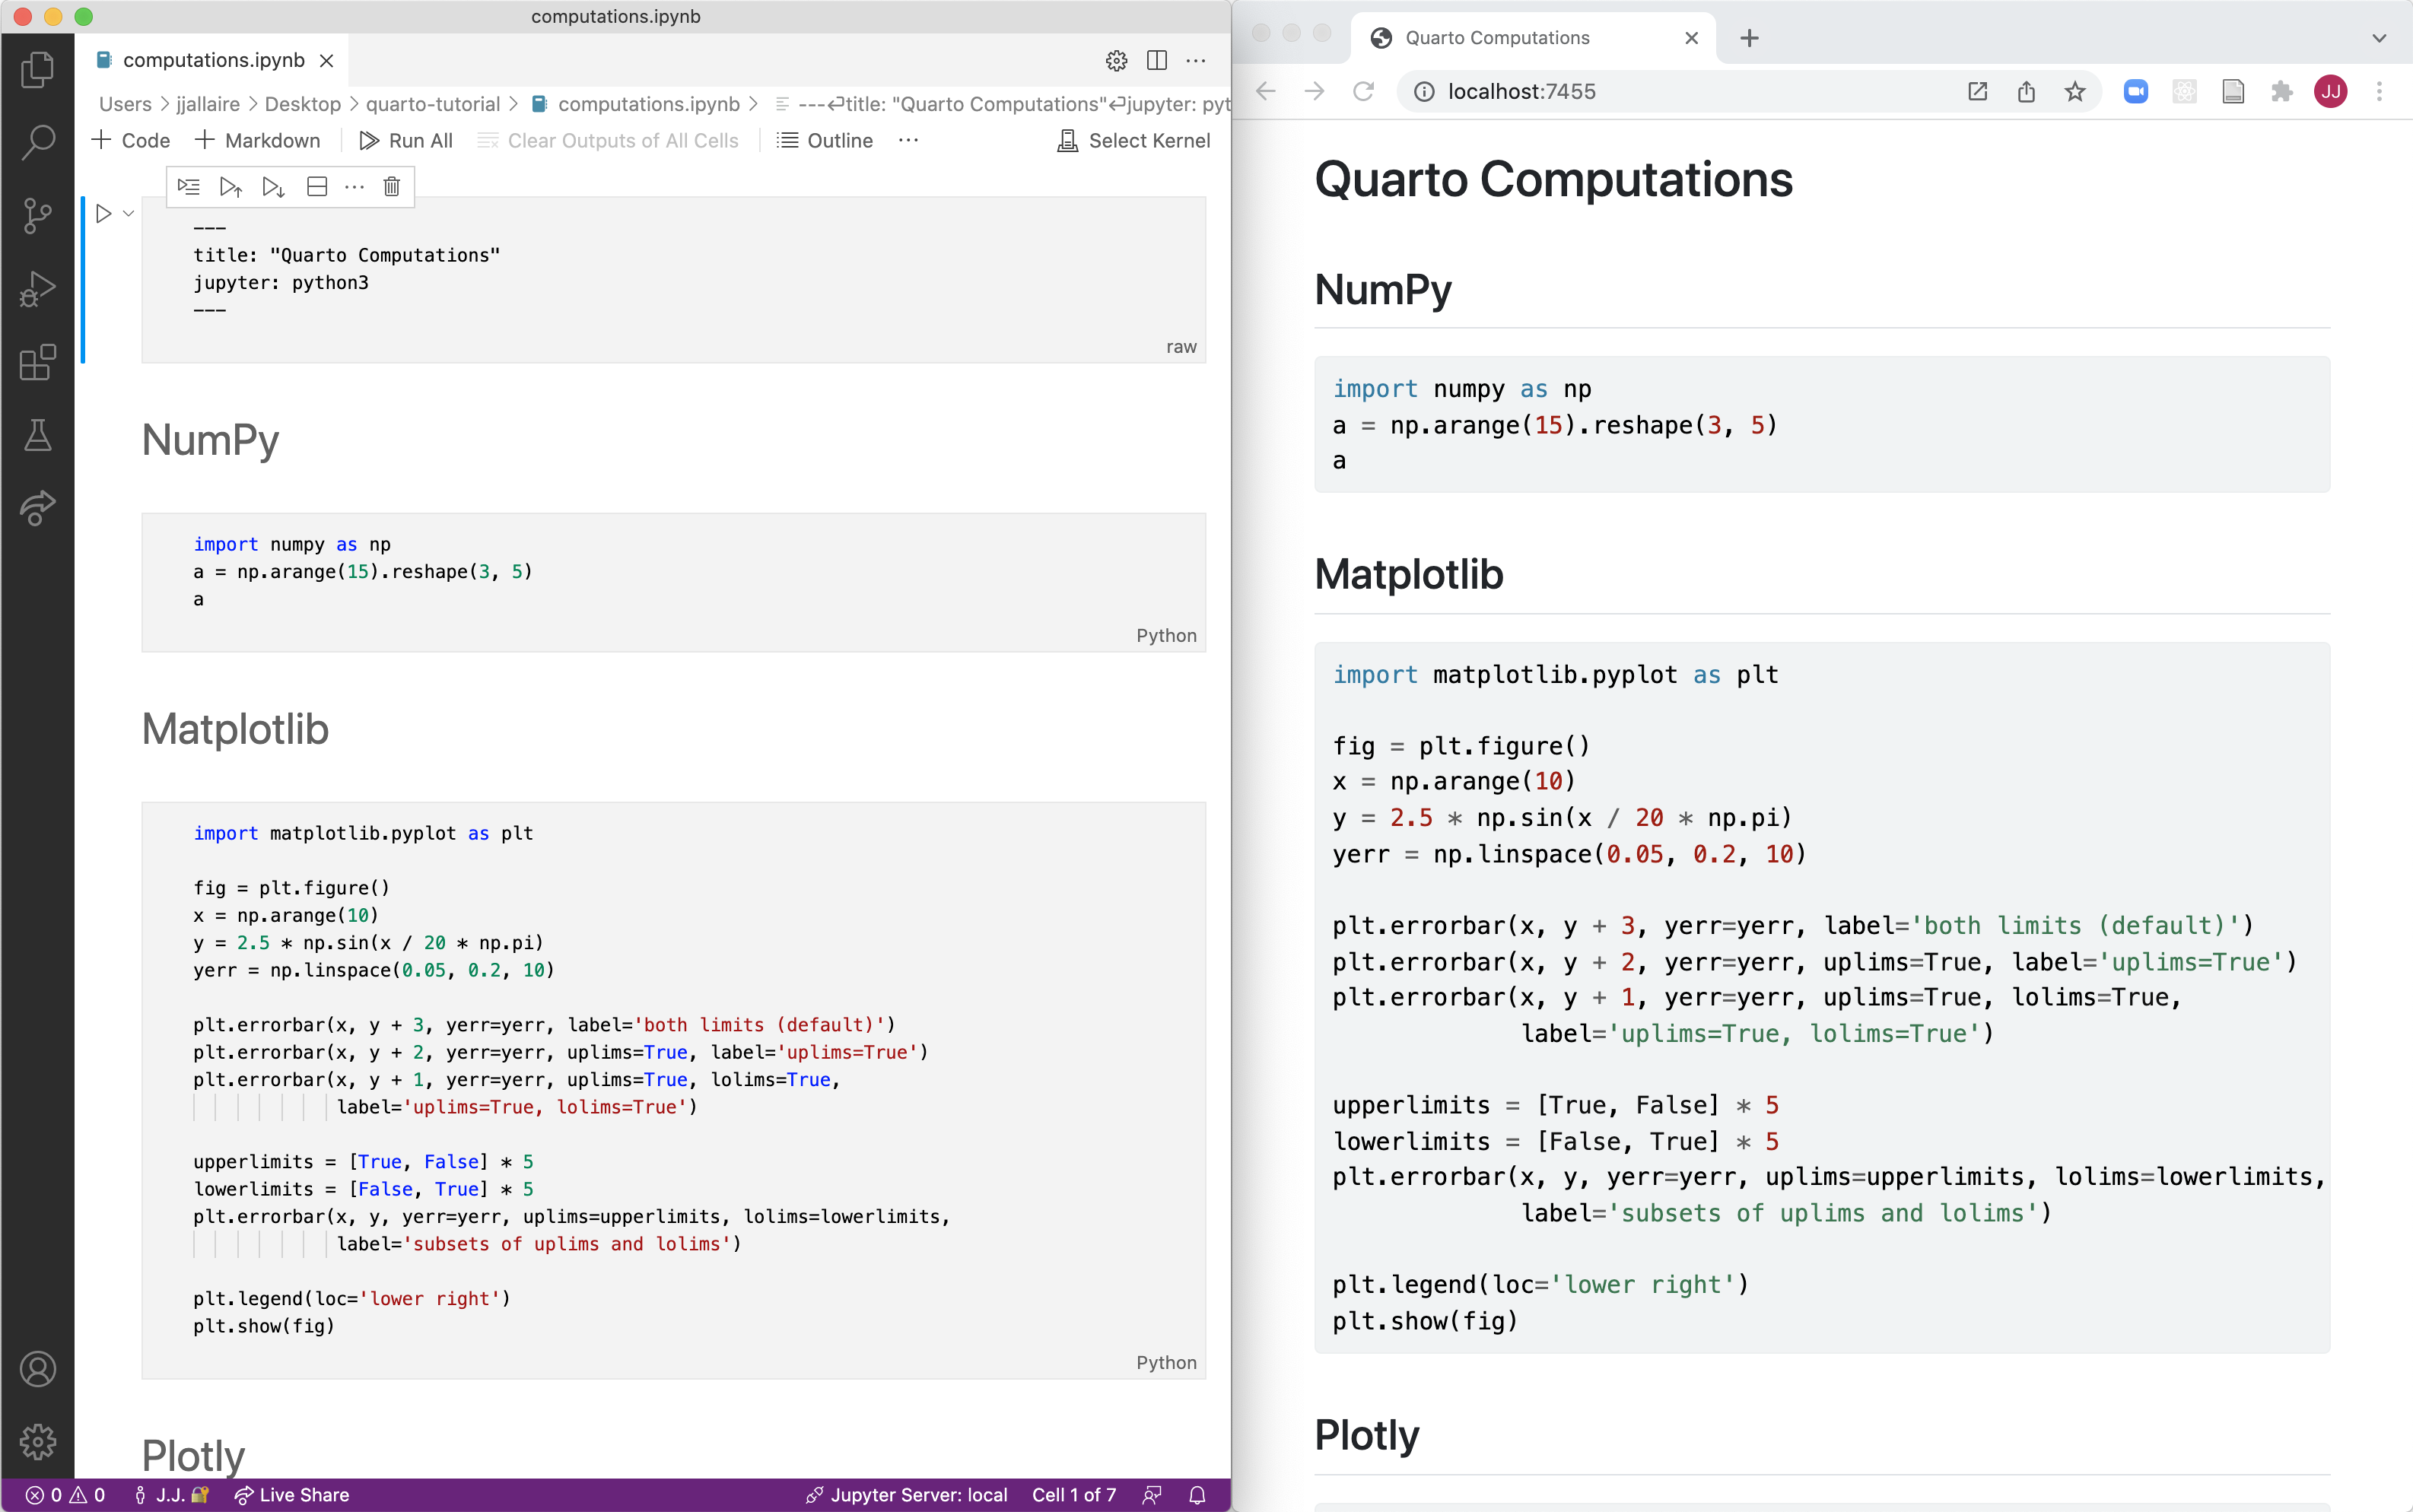 computations.ipynb
computations.ipynb
Users > jjallaire > Desktop > quarto-tutorial > computations.ipynb > ---↩title: "Quarto Computations"↩jupyter: pyt
+ Code + Markdown Run All Clear Outputs of All Cells Outline ··· Select Kernel
---
title: "Quarto Computations"
jupyter: python3
---
raw
NumPy
import numpy as np
a = np.arange(15).reshape(3, 5)
a
Python
Matplotlib
import matplotlib.pyplot as plt
fig = plt.figure()
x = np.arange(10)
y = 2.5 * np.sin(x / 20 * np.pi)
yerr = np.linspace(0.05, 0.2, 10)
plt.errorbar(x, y + 3, yerr=yerr, label='both limits (default)')
plt.errorbar(x, y + 2, yerr=yerr, uplims=True, label='uplims=True')
plt.errorbar(x, y + 1, yerr=yerr, uplims=True, lolims=True,
label='uplims=True, lolims=True')
upperlimits = [True, False] * 5
lowerlimits = [False, True] * 5
plt.errorbar(x, y, yerr=yerr, uplims=upperlimits, lolims=lowerlimits,
label='subsets of uplims and lolims')
plt.legend(loc='lower right')
plt.show(fig)
Python
Plotly
0 0 J.J. Live Share Jupyter Server: local Cell 1 of 7
Quarto Computations
localhost:7455 JJ
Quarto Computations
NumPy
import numpy as np
a = np.arange(15).reshape(3, 5)
a
Matplotlib
import matplotlib.pyplot as plt
fig = plt.figure()
x = np.arange(10)
y = 2.5 * np.sin(x / 20 * np.pi)
yerr = np.linspace(0.05, 0.2, 10)
plt.errorbar(x, y + 3, yerr=yerr, label='both limits (default)')
plt.errorbar(x, y + 2, yerr=yerr, uplims=True, label='uplims=True')
plt.errorbar(x, y + 1, yerr=yerr, uplims=True, lolims=True,
label='uplims=True, lolims=True')
upperlimits = [True, False] * 5
lowerlimits = [False, True] * 5
plt.errorbar(x, y, yerr=yerr, uplims=upperlimits, lolims=lowerlimits,
label='subsets of uplims and lolims')
plt.legend(loc='lower right')
plt.show(fig)
Plotly